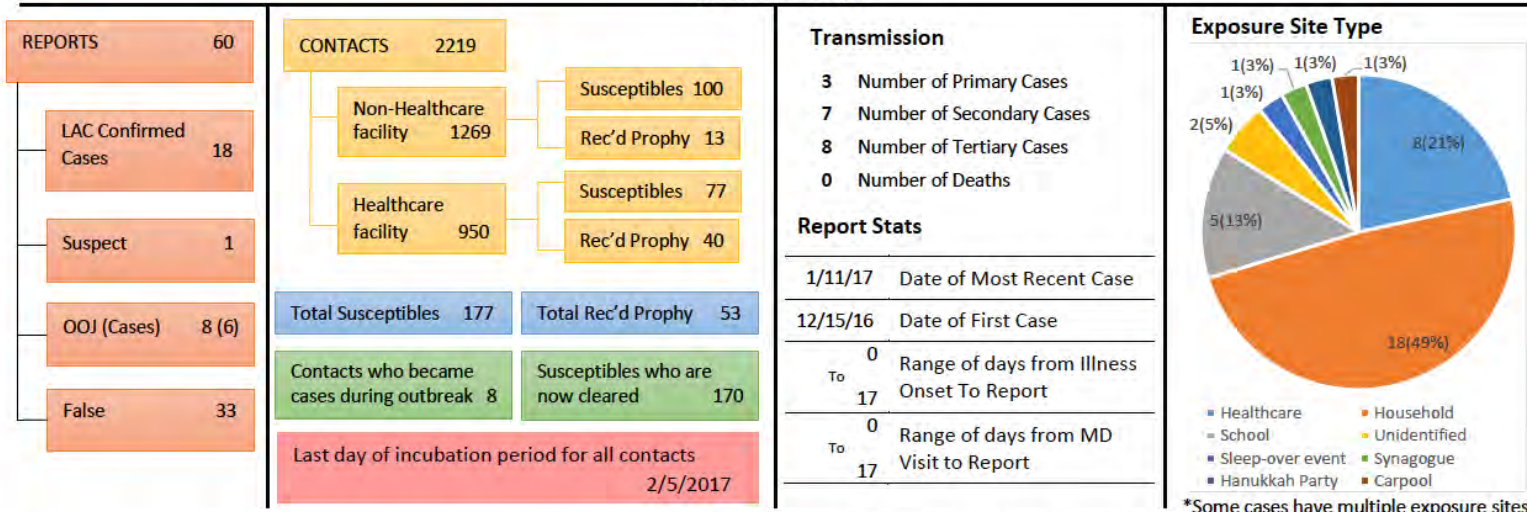 REPORTS 60
LAC Confirmed
Cases 18
Suspect 1
OOJ (Cases) 8 (6)
False 33
CONTACTS 2219
Non-Healthcare
facility 1269
Susceptibles 100
Rec'd Prophy 13
Healthcare
facility 950
Susceptibles 77
Rec'd Prophy 40
Total Susceptibles 177
Total Rec'd Prophy 53
Contacts who became
cases during outbreak 8
Susceptibles who are
now cleared 170
Last day of incubation period for all contacts
2/5/2017
Transmission
3 Number of Primary Cases
7 Number of Secondary Cases
8 Number of Tertiary Cases
0 Number of Deaths
Report Stats
1/11/17 Date of Most Recent Case
12/15/16 Date of First Case
0
To
17
Range of days from Illness
Onset To Report
0
To
17
Range of days from MD
Visit to Report
Exposure Site Type
1(3%) 1(3%) 1(3%)
1(3%)
2(5%)
8(21%)
5(13%)
18(49%)
Healthcare Household
School Unidentified
Sleep-over event Synagogue
Hanukkah Party Carpool
*Some cases have multiple exposure sites